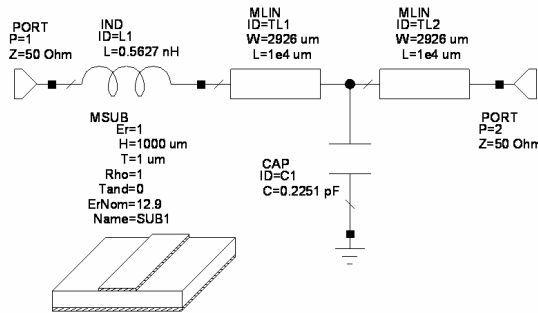 PORT
P=1
Z=50 Ohm
IND
ID=L1
L=0.5627 nH
MLIN
ID=TL1
W=2926 um
L=1e4 um
MLIN
ID=TL2
W=2926 um
L=1e4 um
PORT
P=2
Z=50 Ohm
MSUB
Er=1
H=1000 um
T=1 um
Rho=1
Tand=0
ErNom=12.9
Name=SUB1
CAP
ID=C1
C=0.2251 pF